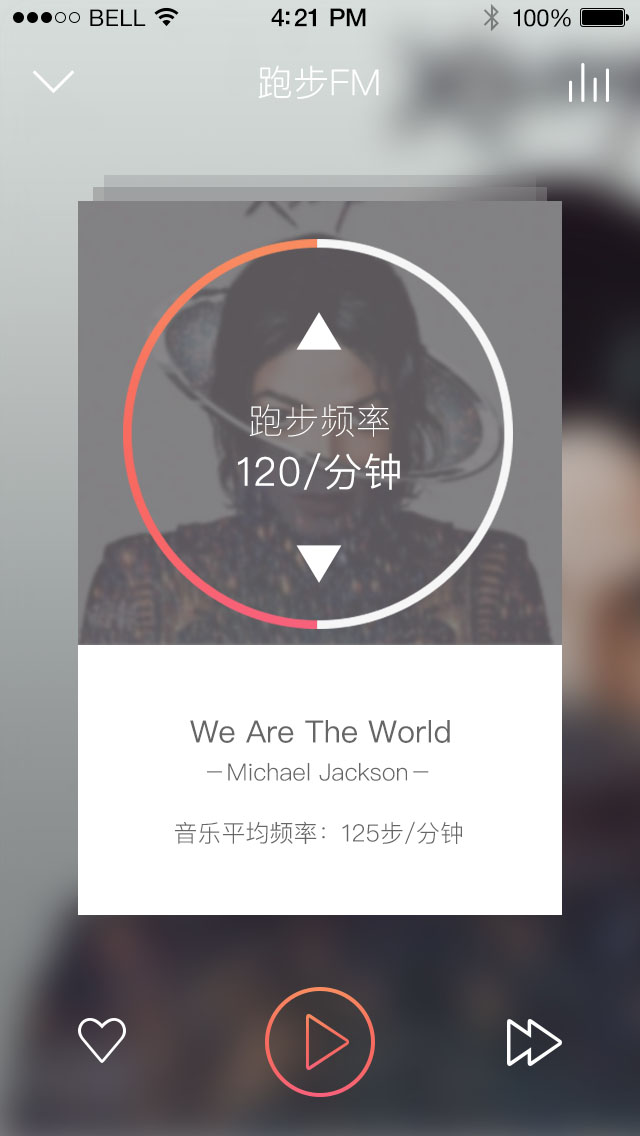 BELL 4:21 PM 100%
跑步FM
跑步频率
120/分钟
We Are The World
－Michael Jackson－
音乐平均频率：125步/分钟